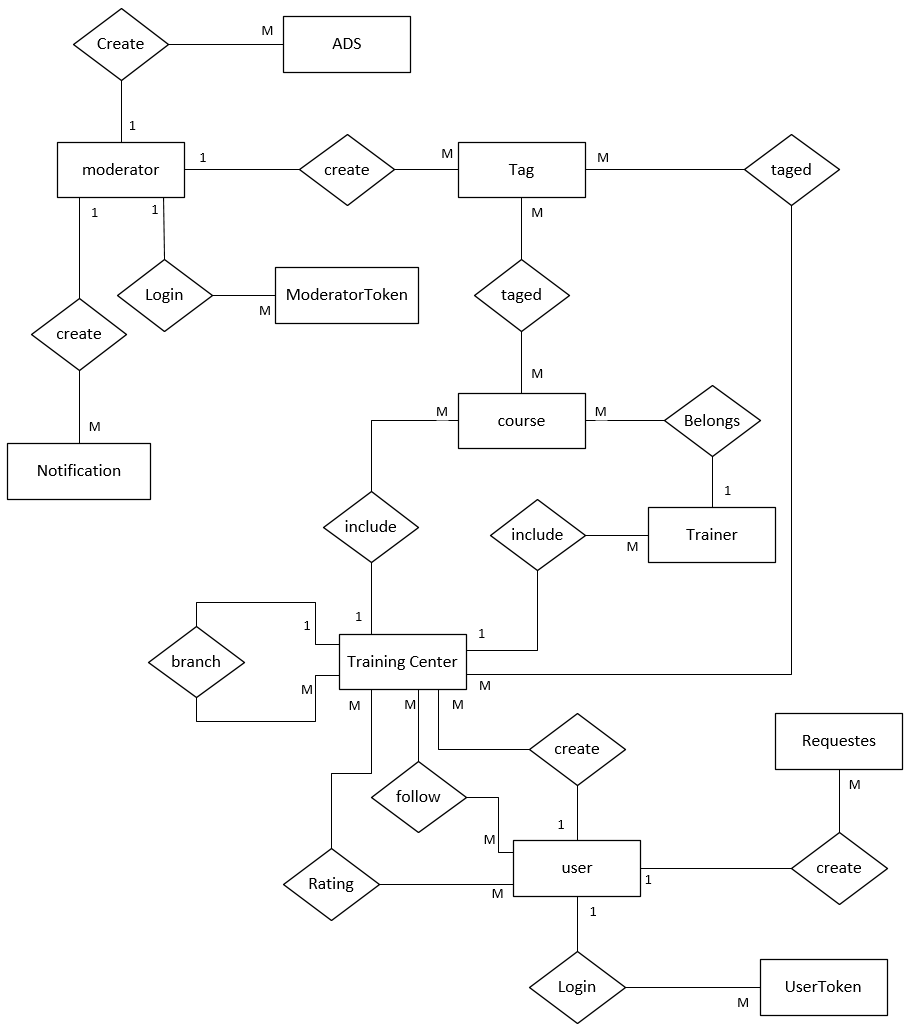 Create
M
ADS
1
moderator
1
create
M
Tag
M
taged
1
1
M
Login
M
ModeratorToken
taged
create
M
M
M
course
M
Belongs
Notification
1
include
include
M
Trainer
1
1
1
branch
Training Center
M
M
M
M
M
create
Requestes
M
follow
1
M
user
1
create
Rating
M
1
Login
M
UserToken